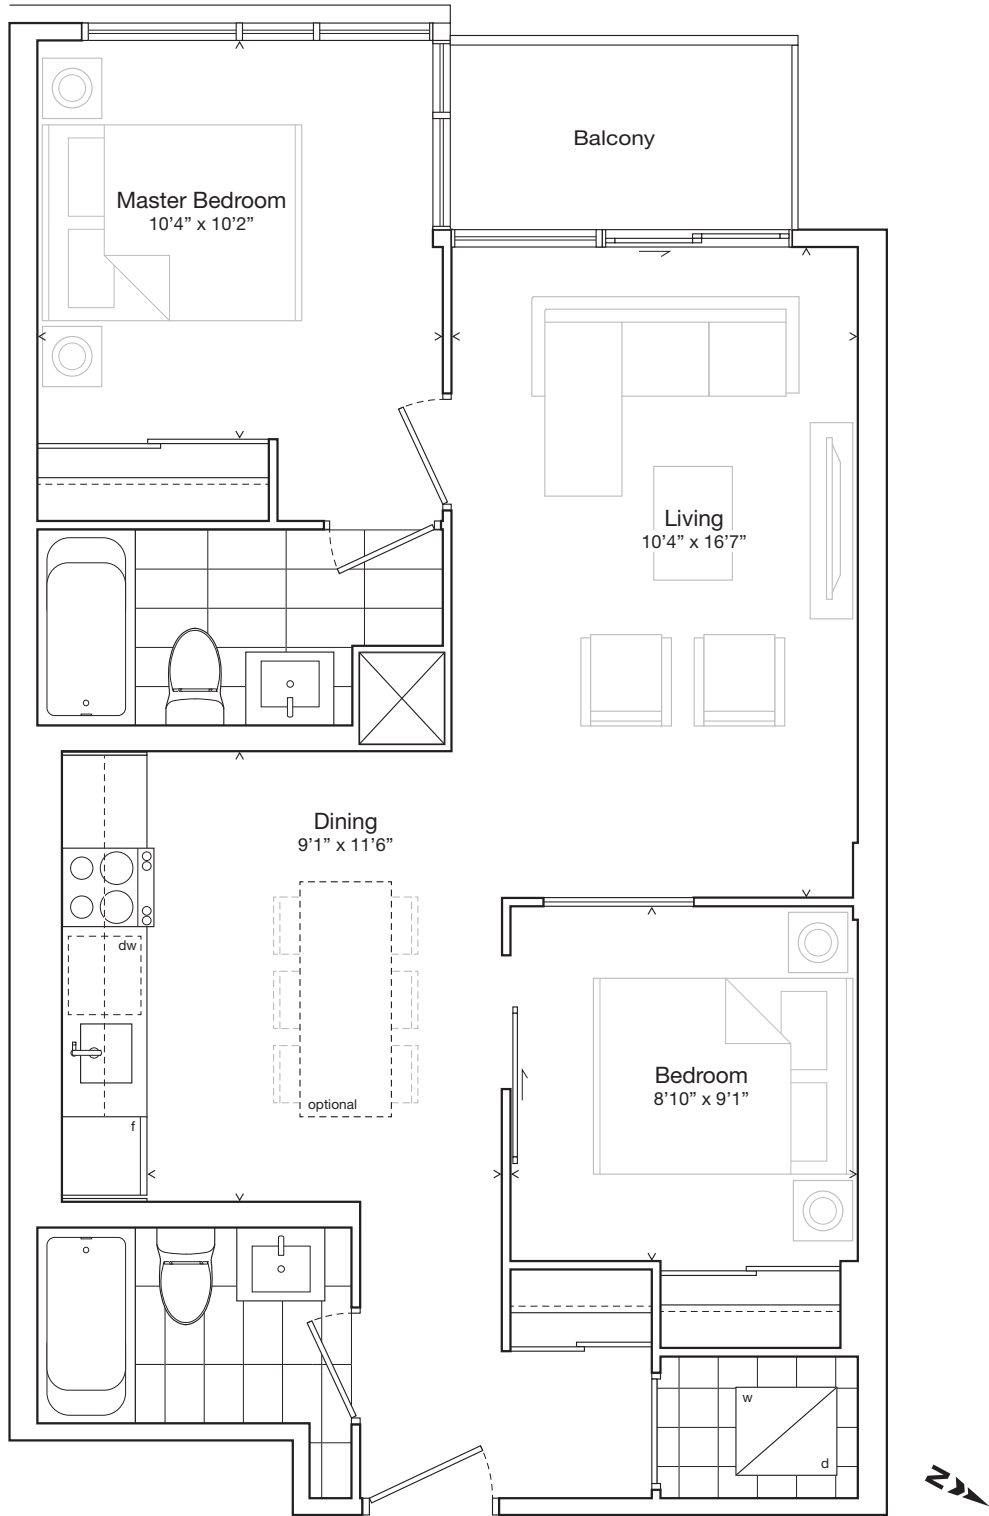 Balcony
Master Bedroom
10’4” x 10’2”
Living
10’4” x 16’7”
Dining
9’1” x 11’6”
dw
optional
Bedroom
8’10” x 9’1”
f
w
d
N